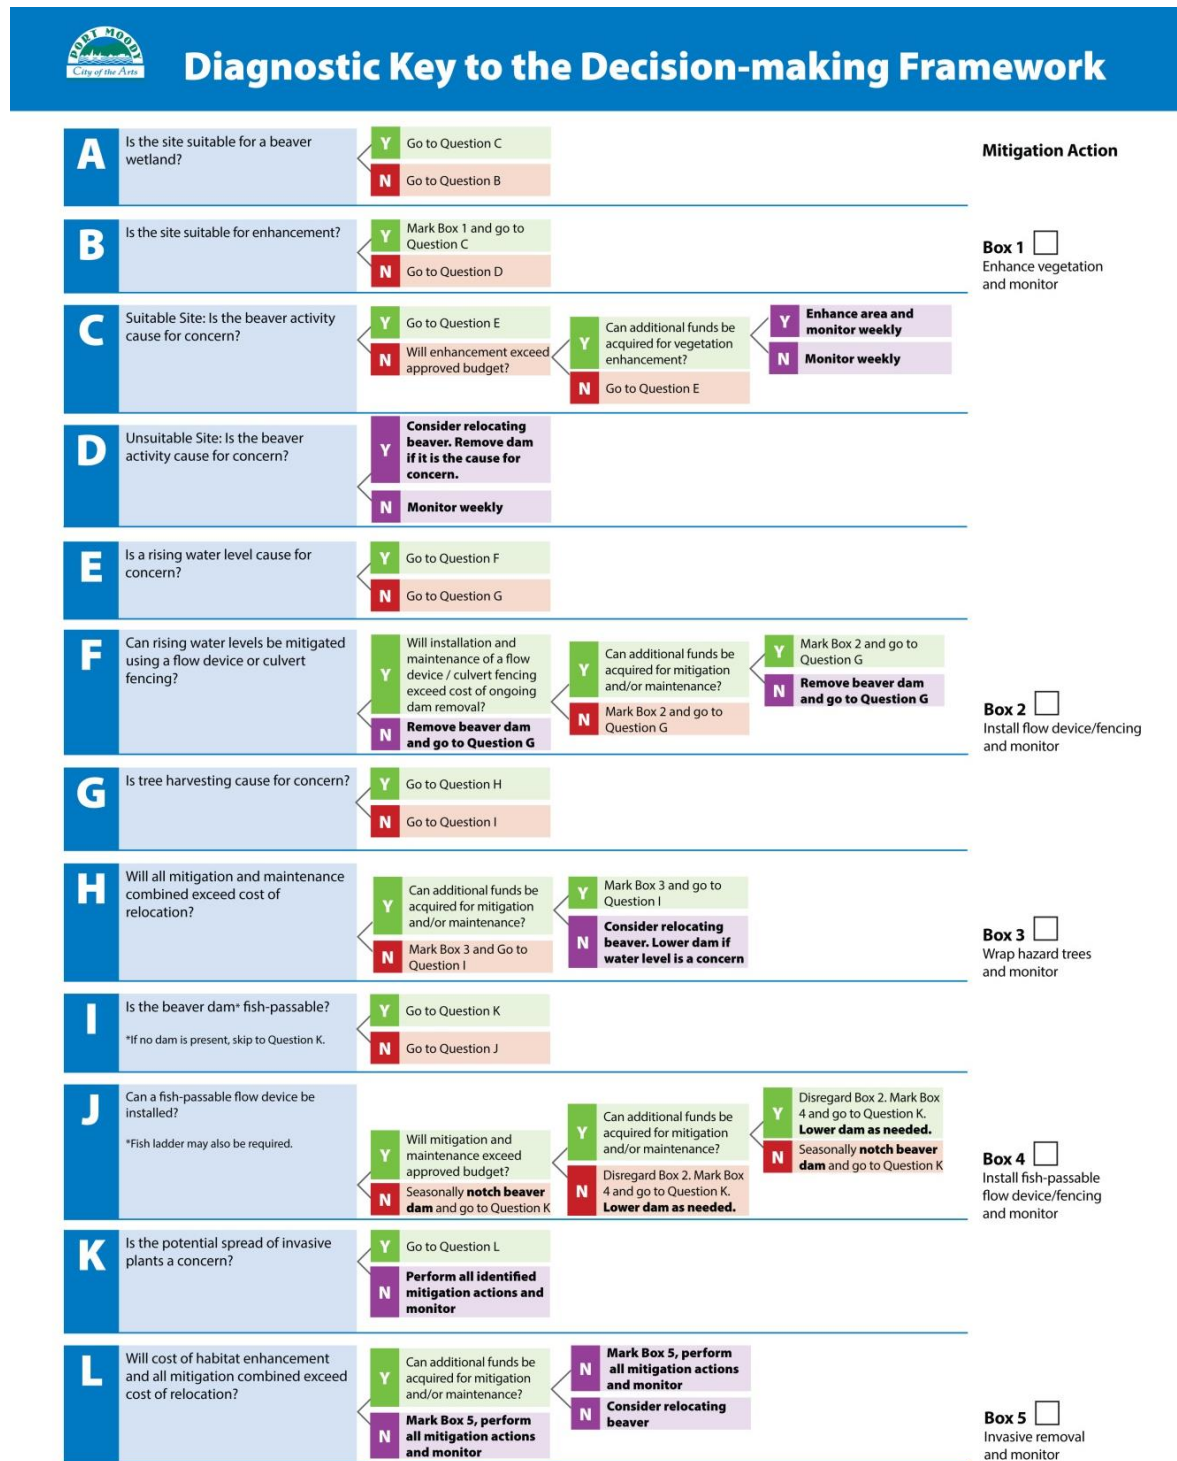 PORT MOODY
City of the Arts
Diagnostic Key to the Decision-making Framework
Mitigation Action
A
Is the site suitable for a beaver
wetland?
Y
Go to Question C
N
Go to Question B
B
Is the site suitable for enhancement?
Y
Mark Box 1 and go to
Question C
N
Go to Question D
Box 1
Enhance vegetation
and monitor
C
Suitable Site: Is the beaver activity
cause for concern?
Y
Go to Question E
N
Will enhancement exceed
approved budget?
Y
Can additional funds be
acquired for vegetation
enhancement?
N
Go to Question E
Y
Enhance area and
monitor weekly
N
Monitor weekly
D
Unsuitable Site: Is the beaver
activity cause for concern?
Y
Consider relocating
beaver. Remove dam
if it is the cause for
concern.
N
Monitor weekly
E
Is a rising water level cause for
concern?
Y
Go to Question F
N
Go to Question G
F
Can rising water levels be mitigated
using a flow device or culvert
fencing?
Y
Will installation and
maintenance of a flow
device / culvert fencing
exceed cost of ongoing
dam removal?
N
Remove beaver dam
and go to Question G
Y
Can additional funds be
acquired for mitigation
and/or maintenance?
N
Mark Box 2 and go to
Question G
Y
Mark Box 2 and go to
Question G
N
Remove beaver dam
and go to Question G
Box 2
Install flow device/fencing
and monitor
G
Is tree harvesting cause for concern?
Y
Go to Question H
N
Go to Question I
H
Will all mitigation and maintenance
combined exceed cost of
relocation?
Y
Can additional funds be
acquired for mitigation
and/or maintenance?
N
Mark Box 3 and Go to
Question I
Y
Mark Box 3 and go to
Question I
N
Consider relocating
beaver. Lower dam if
water level is a concern
Box 3
Wrap hazard trees
and monitor
I
Is the beaver dam* fish-passable?
*If no dam is present, skip to Question K.
Y
Go to Question K
N
Go to Question J
J
Can a fish-passable flow device be
installed?
*Fish ladder may also be required.
Y
Will mitigation and
maintenance exceed
approved budget?
N
Seasonally notch beaver
dam and go to Question K
Y
Can additional funds be
acquired for mitigation
and/or maintenance?
N
Disregard Box 2. Mark Box
4 and go to Question K.
Lower dam as needed.
Y
Disregard Box 2. Mark Box
4 and go to Question K.
Lower dam as needed.
N
Seasonally notch beaver
dam and go to Question K
Box 4
Install fish-passable
flow device/fencing
and monitor
K
Is the potential spread of invasive
plants a concern?
Y
Go to Question L
N
Perform all identified
mitigation actions and
monitor
L
Will cost of habitat enhancement
and all mitigation combined exceed
cost of relocation?
Y
Can additional funds be
acquired for mitigation
and/or maintenance?
N
Mark Box 5, perform
all mitigation actions
and monitor
N
Mark Box 5, perform
all mitigation actions
and monitor
N
Consider relocating
beaver
Box 5
Invasive removal
and monitor